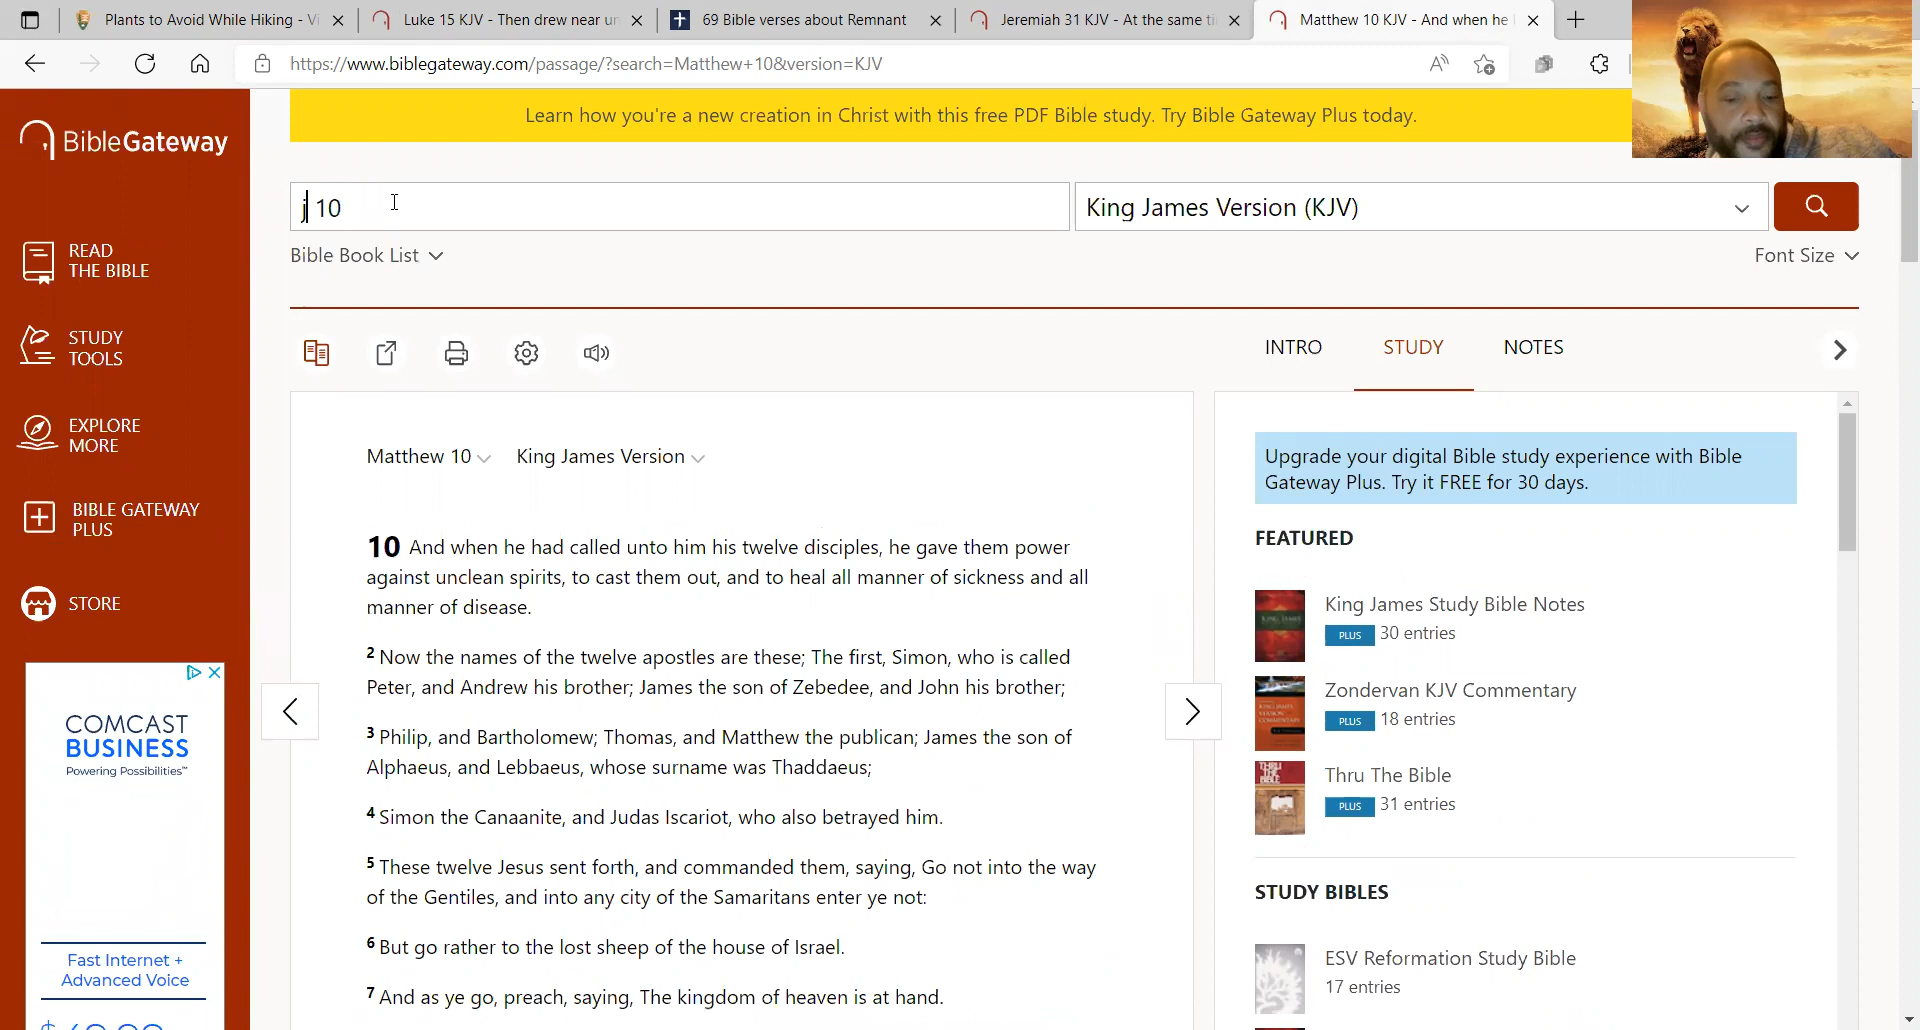 Plants to Avoid While Hiking - Vi
Luke 15 KJV - Then drew near un
69 Bible verses about Remnant
Jeremiah 31 KJV - At the same ti
Matthew 10 KJV - And when he
https://www.biblegateway.com/passage/?search=Matthew+10&version=KJV
BibleGateway
READ
THE BIBLE
STUDY
TOOLS
EXPLORE
MORE
BIBLE GATEWAY
PLUS
STORE
COMCAST
BUSINESS
Powering Possibilities™
Fast Internet +
Advanced Voice
Learn how you're a new creation in Christ with this free PDF Bible study. Try Bible Gateway Plus today.
j 10
King James Version (KJV)
Bible Book List
Font Size
INTRO
STUDY
NOTES
Matthew 10
King James Version
10 And when he had called unto him his twelve disciples, he gave them power
against unclean spirits, to cast them out, and to heal all manner of sickness and all
manner of disease.
2 Now the names of the twelve apostles are these; The first, Simon, who is called
Peter, and Andrew his brother; James the son of Zebedee, and John his brother;
3 Philip, and Bartholomew; Thomas, and Matthew the publican; James the son of
Alphaeus, and Lebbaeus, whose surname was Thaddaeus;
4 Simon the Canaanite, and Judas Iscariot, who also betrayed him.
5 These twelve Jesus sent forth, and commanded them, saying, Go not into the way
of the Gentiles, and into any city of the Samaritans enter ye not:
6 But go rather to the lost sheep of the house of Israel.
7 And as ye go, preach, saying, The kingdom of heaven is at hand.
Upgrade your digital Bible study experience with Bible
Gateway Plus. Try it FREE for 30 days.
FEATURED
King James Study Bible Notes
PLUS 30 entries
Zondervan KJV Commentary
PLUS 18 entries
Thru The Bible
PLUS 31 entries
STUDY BIBLES
ESV Reformation Study Bible
17 entries